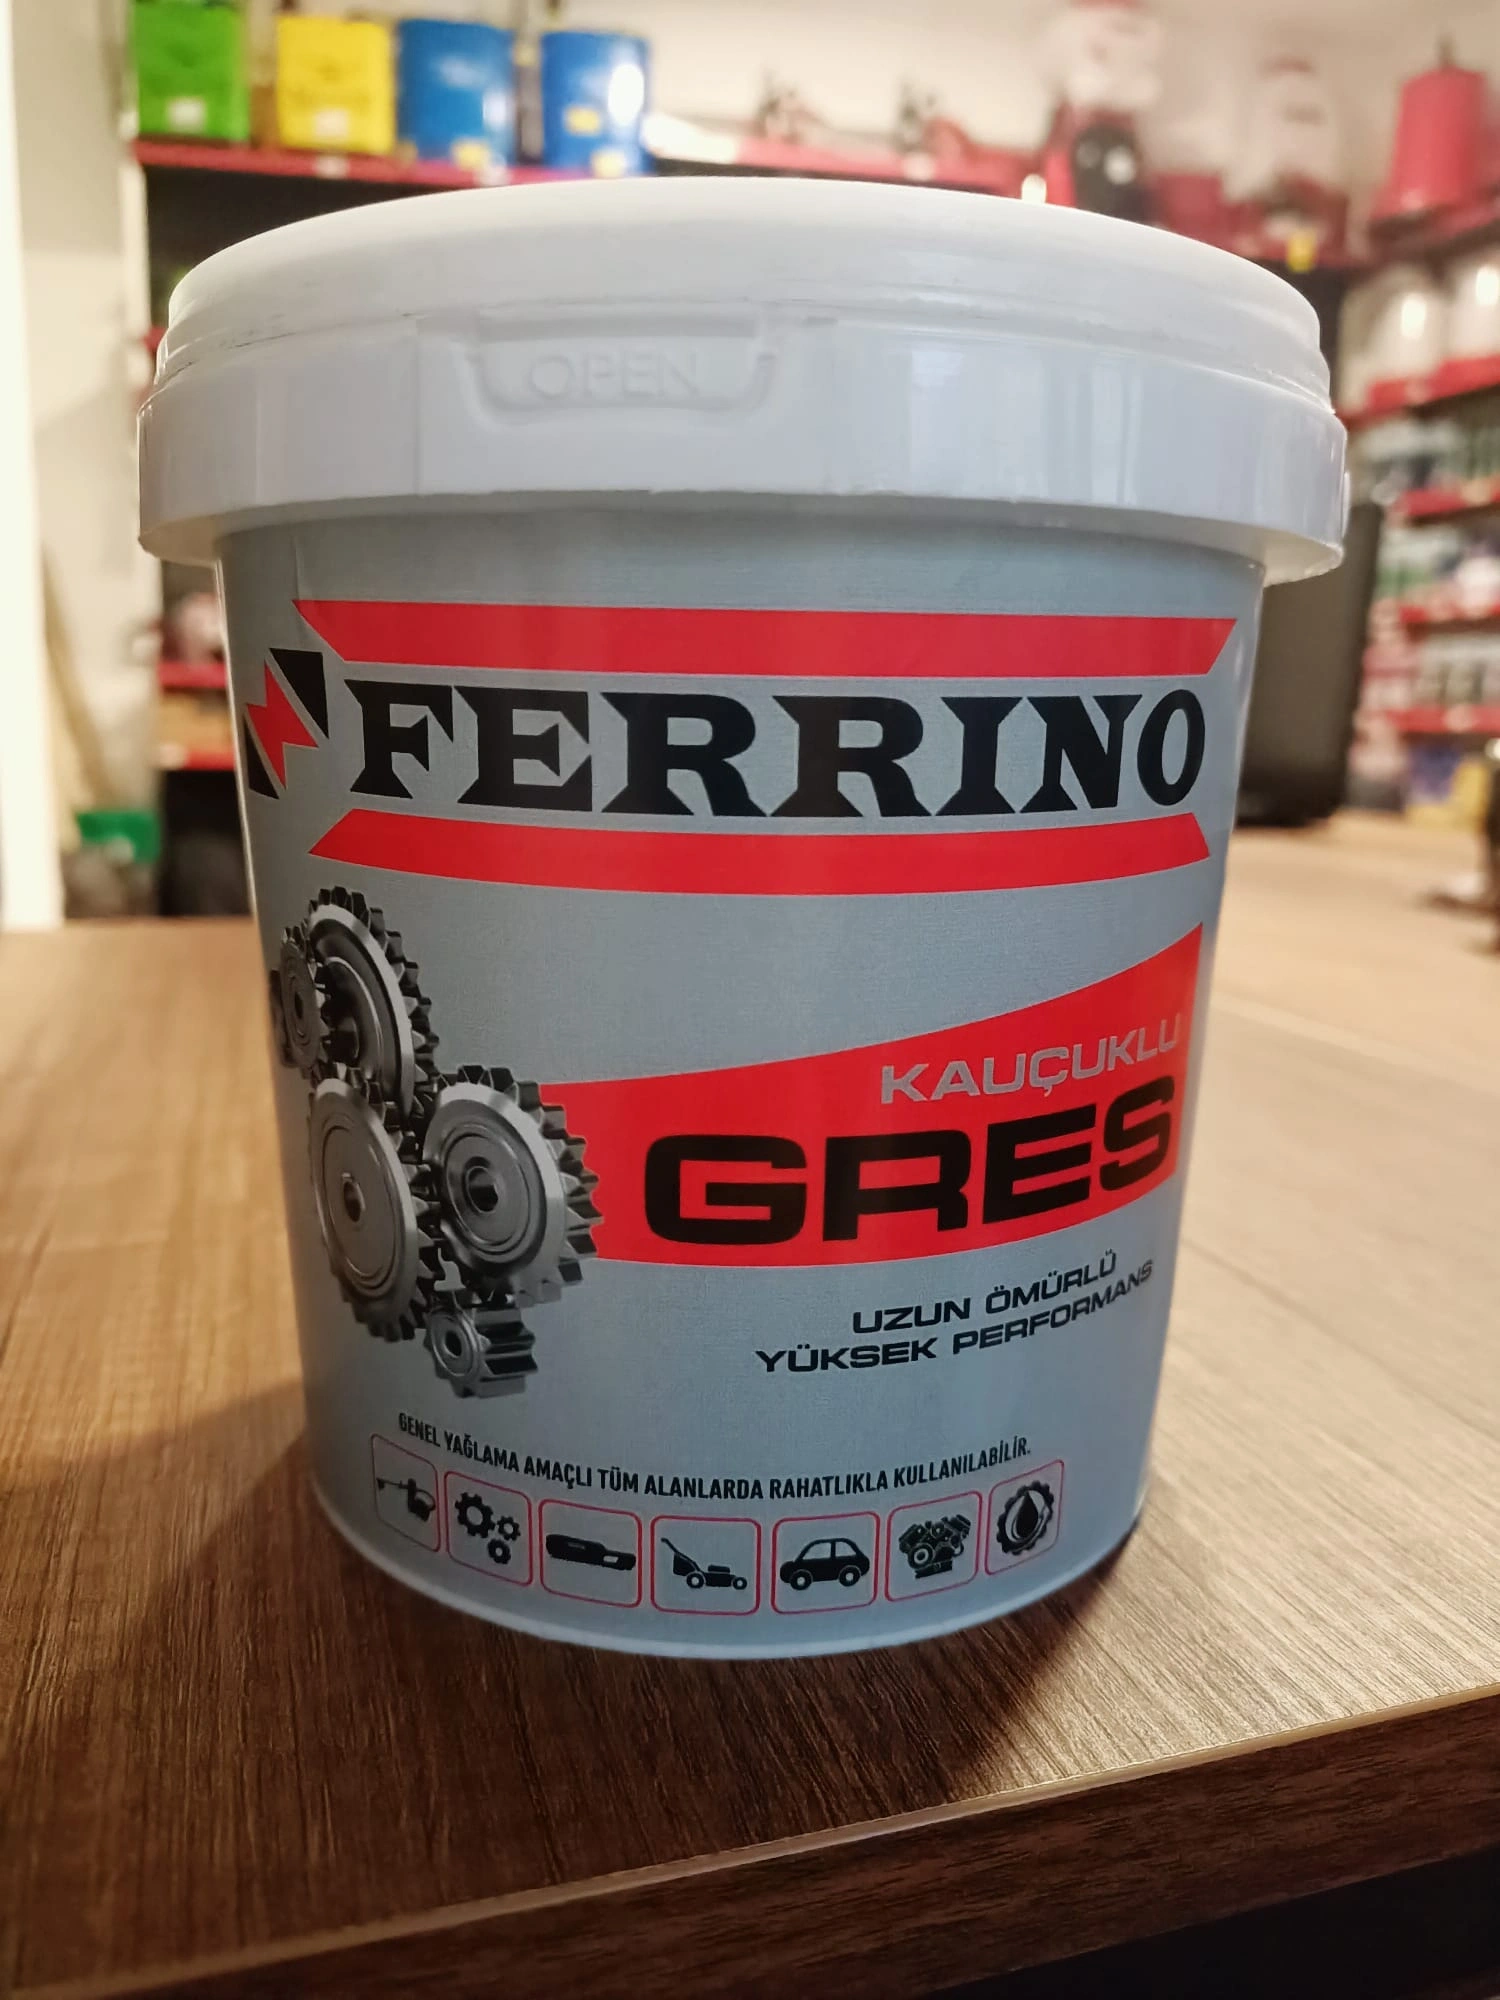 OPEN
FERRINO
KAUÇUKLU
GRES
UZUN ÖMÜRLÜ
YÜKSEK PERFORMANS
GENEL YAĞLAMA AMAÇLI TÜM ALANLARDA RAHATLIKLA KULLANILABİLİR.